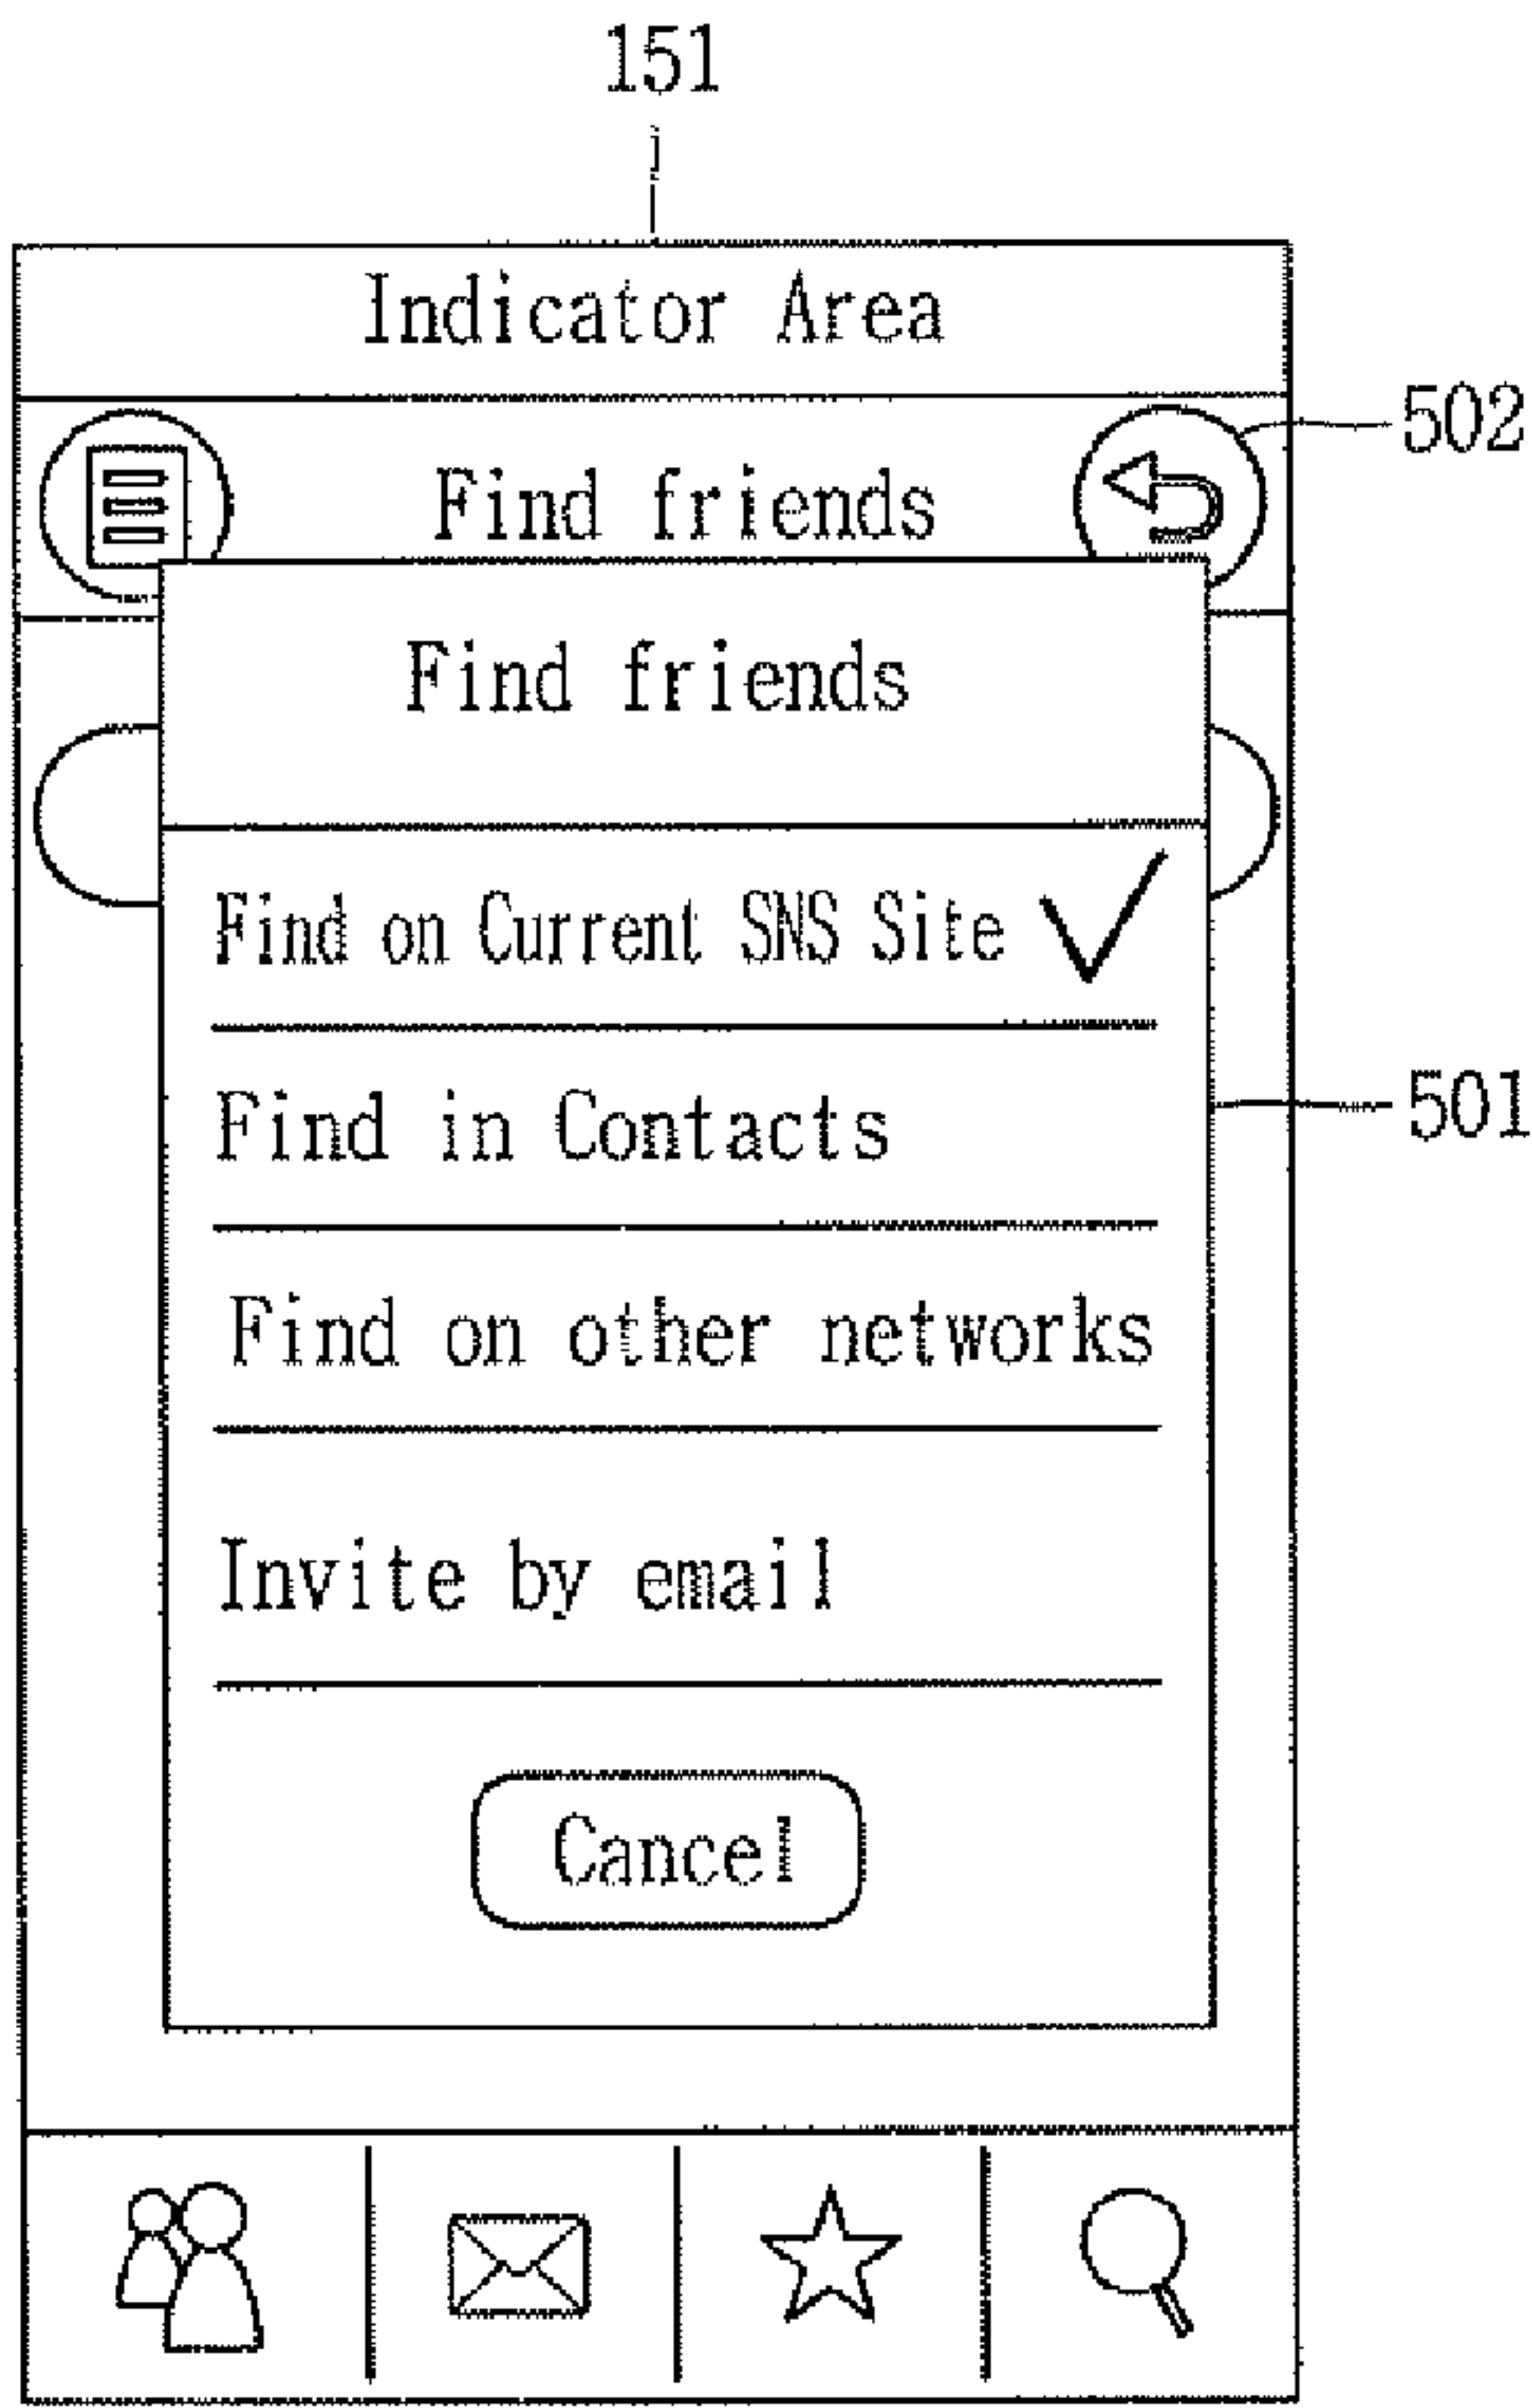 151
Indicator Area
502
Find friends
Find friends
Find on Current SNS Site
501
Find in Contacts
Find on other networks
Invite by email
Cancel